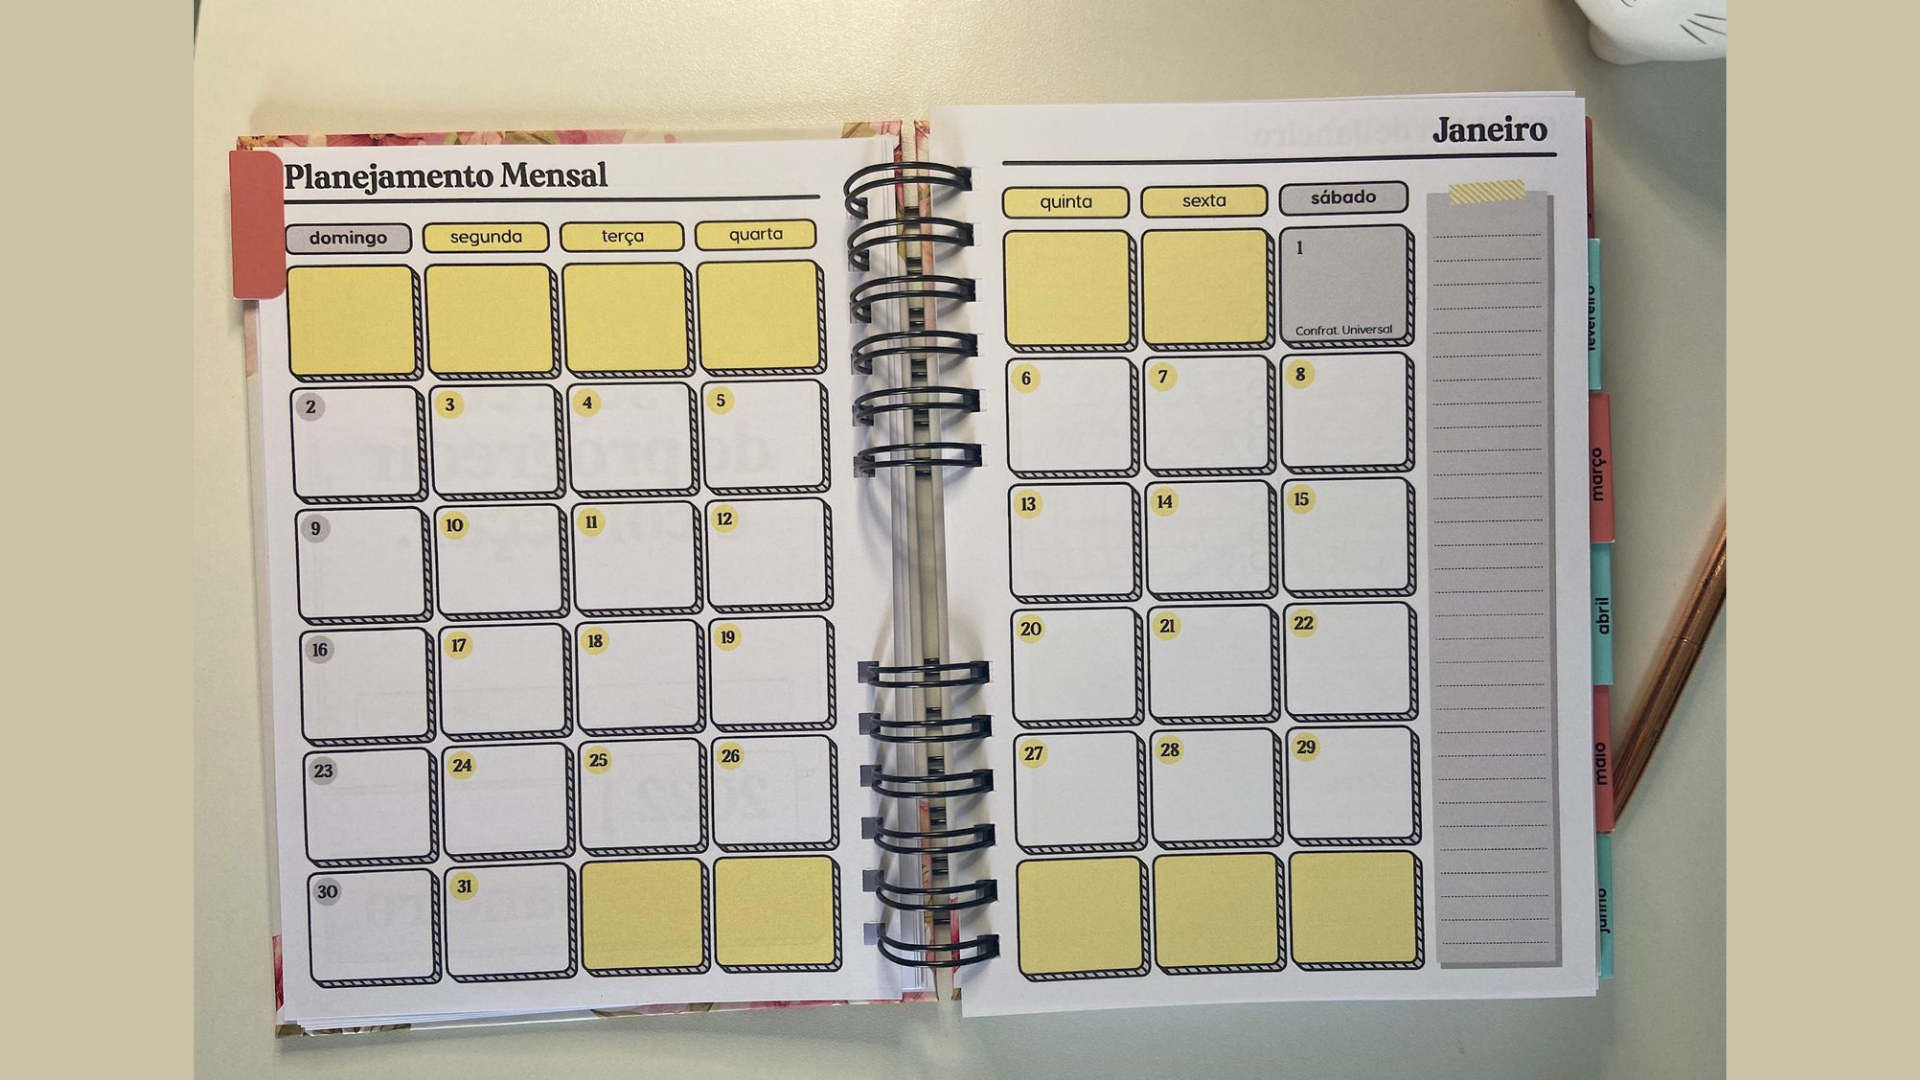 Planejamento Mensal
Janeiro
domingo segunda terça quarta quinta sexta sábado
1
Confrat. Universal
2 3 4 5 6 7 8
9 10 11 12 13 14 15
16 17 18 19 20 21 22
23 24 25 26 27 28 29
30 31
fevereiro
março
abril
maio
junho